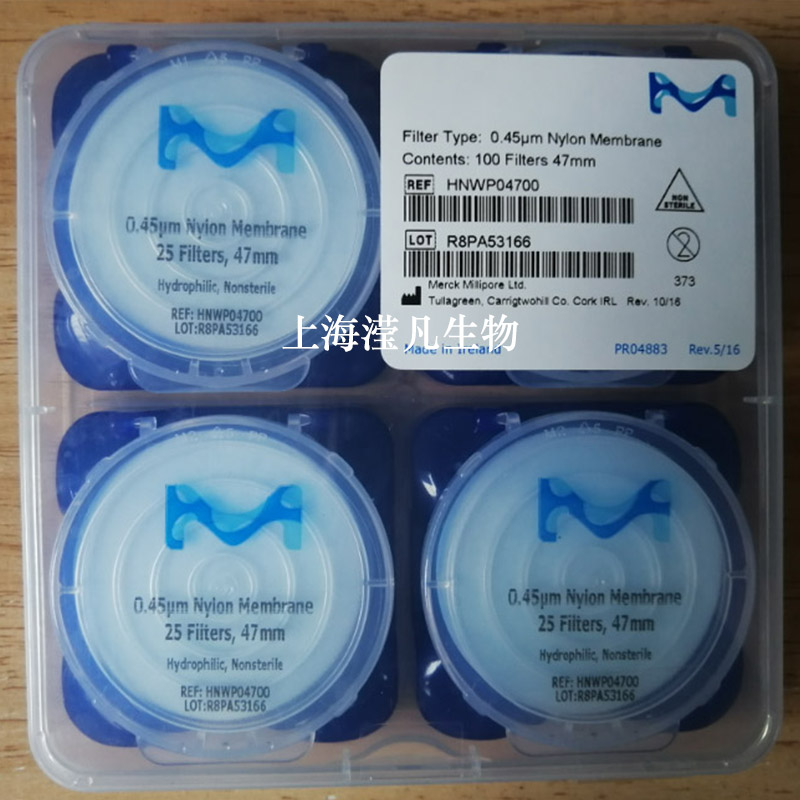 Filter Type: 0.45µm Nylon Membrane
Contents: 100 Filters 47mm
REF HNWP04700
NON
STERILE
LOT R8PA53166
2
373
Merck Millipore Ltd.
Tullagreen, Carrigtwohill Co. Cork IRL Rev. 10/16
Made in Ireland PR04883 Rev.5/16
0.45µm Nylon Membrane
25 Filters, 47mm
Hydrophilic, Nonsterile
REF: HNWP04700
LOT:R8PA53166
上海滢凡生物
0.45µm Nylon Membrane
25 Filters, 47mm
Hydrophilic, Nonsterile
REF: HNWP04700
LOT:R8PA53166
0.45µm Nylon Membrane
25 Filters, 47mm
Hydrophilic, Nonsterile
REF: HNWP04700
LOT:R8PA53166